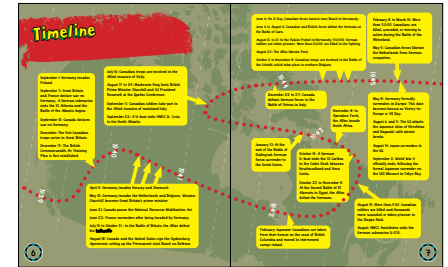 Timeline
September 1: Germany invades
Poland.
September 3: Great Britain
and France declare war on
Germany. A German submarine
sinks the SS Athenia and the
Battle of the Atlantic begins.
September 10: Canada declares
war on Germany.
December: The first Canadian
troops arrive in Great Britain.
December 17: The British
Commonwealth Air Training
Plan is first established.
July 10: Canadian troops are involved in the
Allied invasion of Sicily.
August 17 to 24: Mackenzie King hosts British
Prime Minister Churchill and US President
Roosevelt at the Quebec Conference.
September 3: Canadian soldiers take part in the
Allied invasion of mainland Italy.
September 20: A U-boat sinks HMCS St. Croix
in the North Atlantic.
April 9: Germany invades Norway and Denmark.
May 10: Germany invades the Netherlands and Belgium. Winston
Churchill becomes Great Britain's prime minister.
June 21: Canada passes the National Resources Mobilization Act.
June 22: France surrenders after being invaded by Germany.
July 10 to October 31: In the Battle of Britain, the Allies defeat
the
August 18: Canada and the United States sign the Ogdensburg
Agreement, setting up the Permanent Joint Board on Defense.
6
June 6: On D-Day, Canadian forces land at Juno Beach in Normandy.
August: Canadian and British forces defeat the Germans at
the Battle of Caen.
August 12 to 21: In the Falaise Pocket in Normandy, 50,000 German
soldiers are taken prisoner. More than 10,000 are killed in the fighting.
August 25: The Allies liberate Paris.
October 2 to November 8: Canadian troops are involved in the Battle of
the Scheldt, which takes place in northern Belgium.
February 8 to March 10: More
than 15,000 Canadians are
killed, wounded, or missing in
action during the Battle of the
Rhineland.
May 5: Canadian forces liberate
the Netherlands from German
occupation.
May 8: Germany formally
surrenders in Europe. This date
becomes known as Victory in
Europe or VE Day.
August 6 and 9: The US attacks
the Japanese cities of Hiroshima
and Nagasaki with atomic
bombs.
August 14: Japan surrenders to
the US.
September 2: World War II
officially ends, following the
formal Japanese surrender on
the USS Missouri in Tokyo Bay.
December 20 to 27: Canada
defeats German forces in the
Battle of Ortona in Italy.
November 8: In
Operation Torch,
the Allies invade
North Africa.
January 31: At the end of the
Battle of
Stalingrad, German
forces surrender to
the Soviet Union.
October 14: A German
U-boat sinks the SS Caribou
in the Cabot Strait between
Newfoundland and Nova
Scotia.
October 23 to November 11:
At the Second Battle of El
Alamein in Egypt, the Allies
defeat the Germans.
February: Japanese-Canadians are taken
from their homes on the coast of British
Columbia and moved to internment
camps inland.
August 19: More than 900 Canadian
soldiers are killed and thousands
more wounded or taken prisoner in
the Dieppe Raid.
August: HMCS Assiniboine sinks the
German submarine U-210.
7